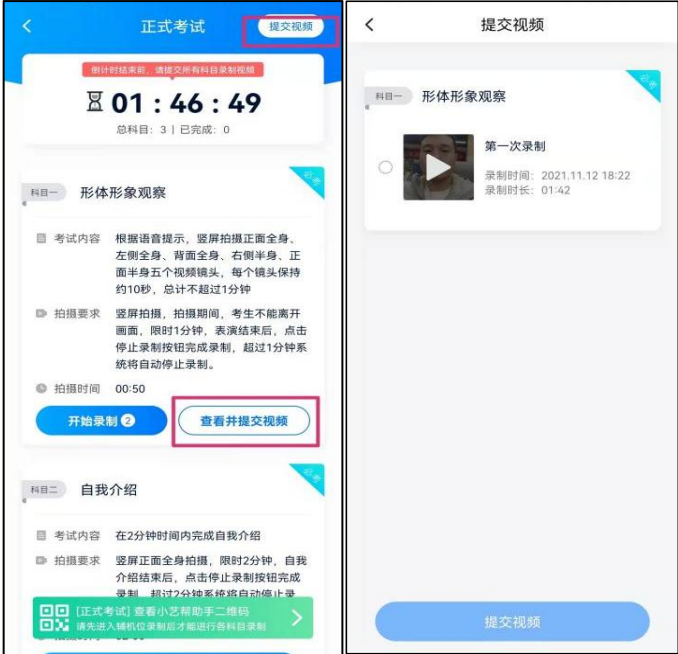 正式考试
提交视频
倒计时结束前，请提交所有科目录制视频
01：46：49
总科目：3 | 已完成：0
必考
科目一
形体形象观察
考试内容
根据语音提示，竖屏拍摄正面全身、
左侧全身、背面全身、右侧半身、正
面半身五个视频镜头，每个镜头保持
约10秒，总计不超过1分钟
拍摄要求
竖屏拍摄，拍摄期间，考生不能离开
画面，限时1分钟，表演结束后，点击
停止录制按钮完成录制，超过1分钟系
统将自动停止录制。
拍摄时间
00:50
开始录制 2
查看并提交视频
必考
科目二
自我介绍
考试内容
在2分钟时间内完成自我介绍
拍摄要求
竖屏正面全身拍摄，限时2分钟，自我
介绍结束后，点击停止录制按钮完成
录制，超过2分钟系统将自动停止录
[正式考试] 查看小艺帮助手二维码
请先进入辅机位录制后才能进行各科目录制
提交视频
必考
科目一
形体形象观察
第一次录制
录制时间：2021.11.12 18:22
录制时长：01:42
提交视频